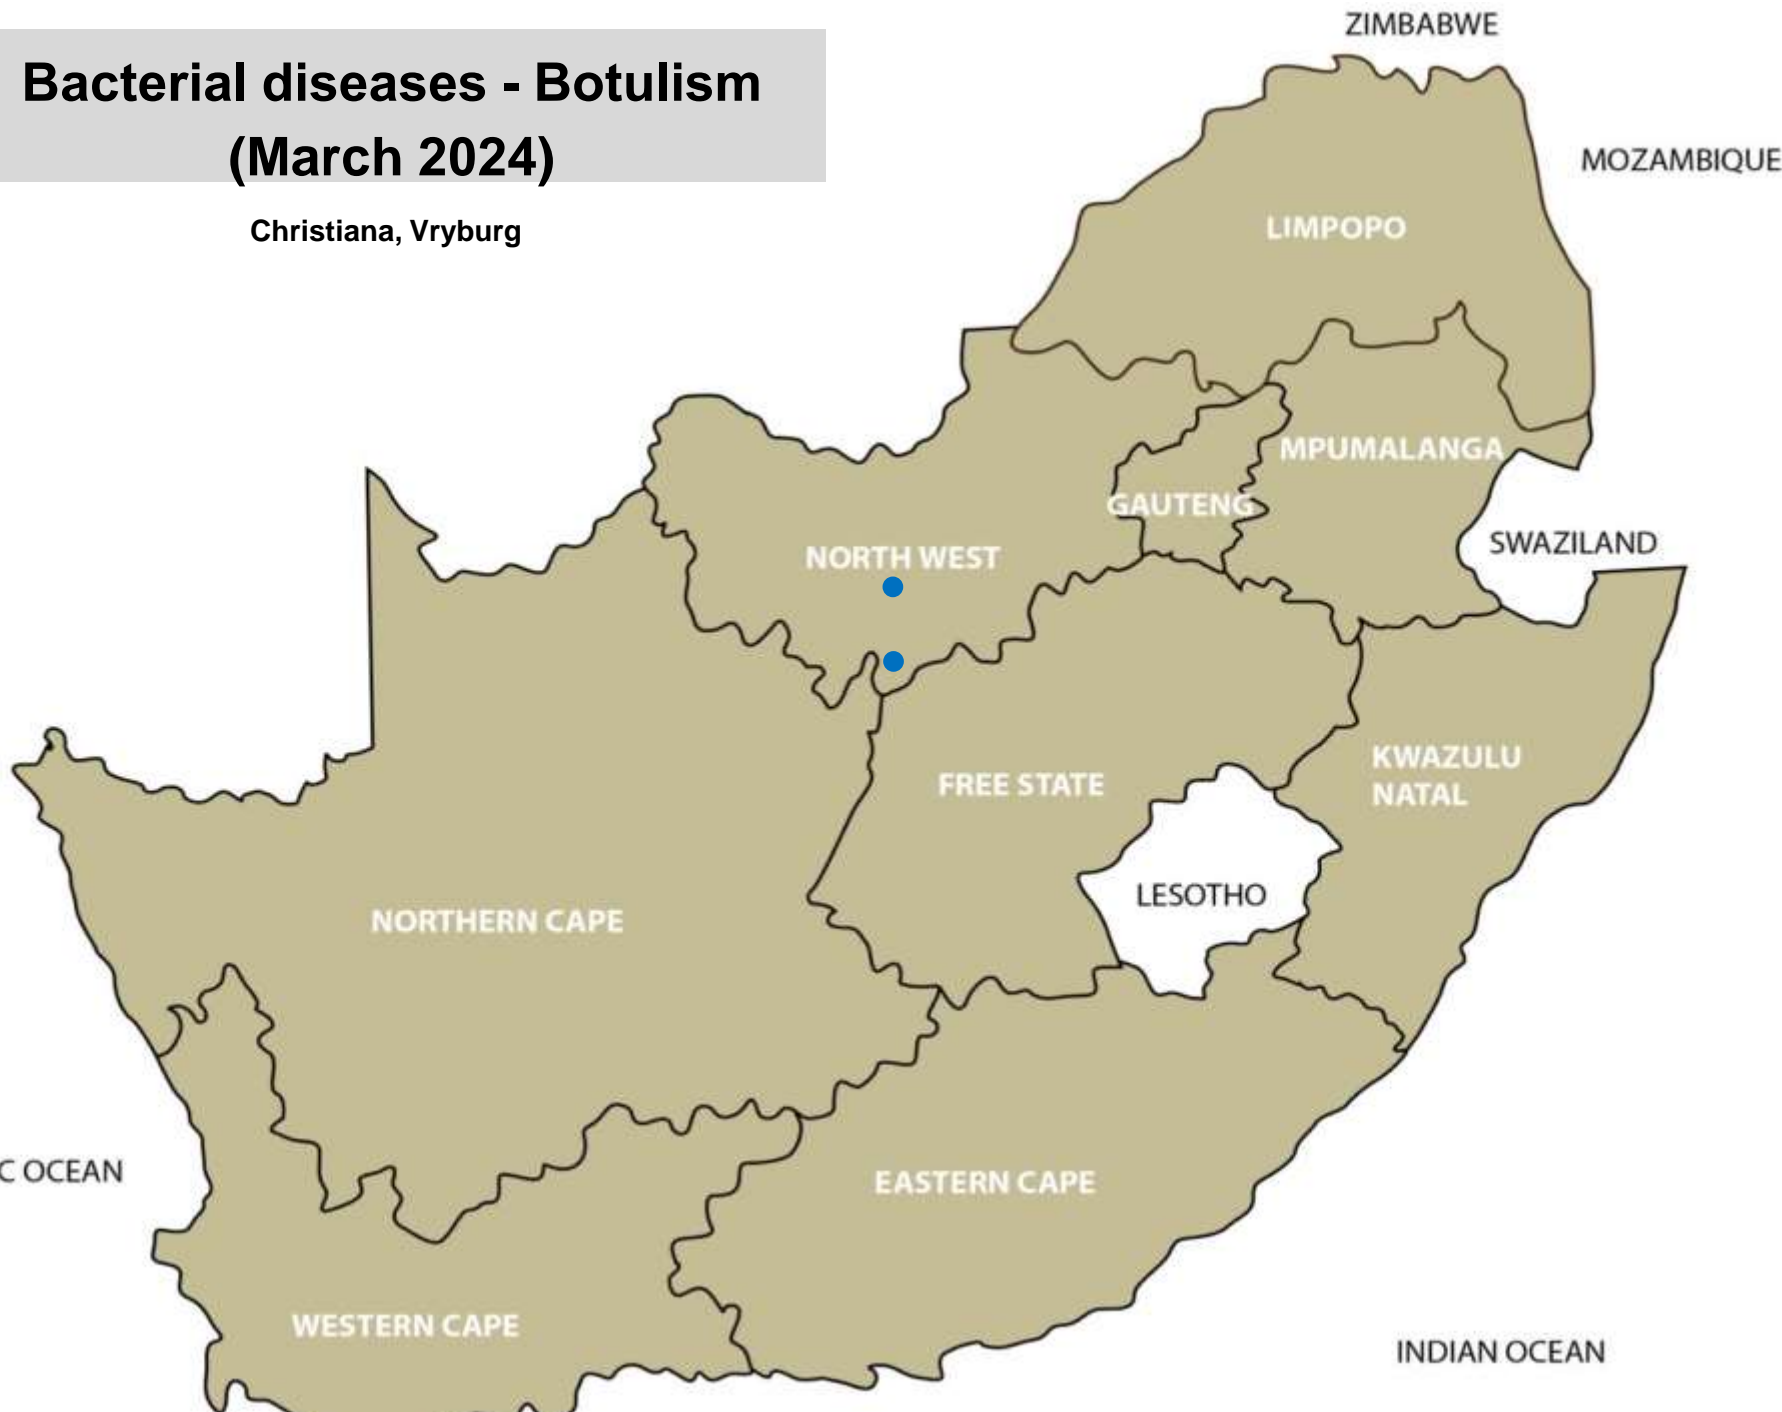 Bacterial diseases - Botulism
(March 2024)
Christiana, Vryburg
ZIMBABWE
MOZAMBIQUE
LIMPOPO
MPUMALANGA
GAUTENG
SWAZILAND
NORTH WEST
KWAZULU
NATAL
FREE STATE
LESOTHO
NORTHERN CAPE
C OCEAN
EASTERN CAPE
WESTERN CAPE
INDIAN OCEAN